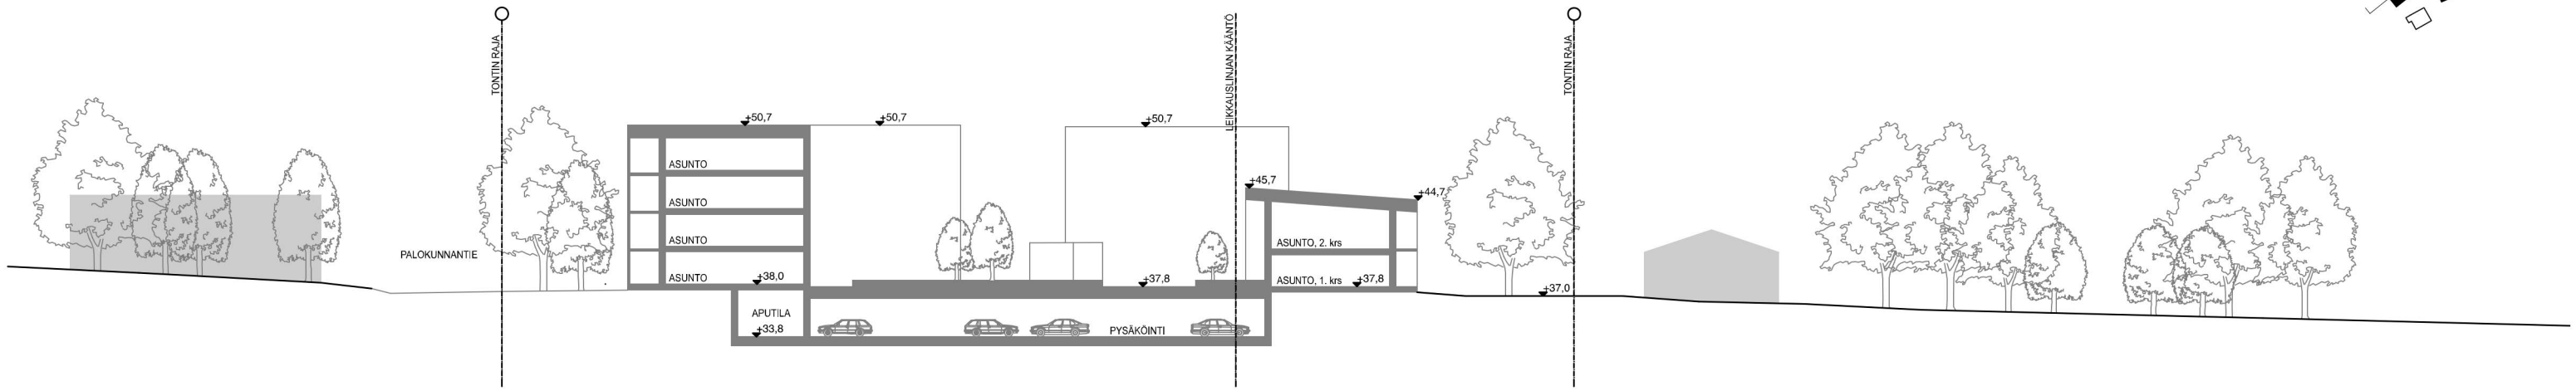 TONTIN RAJA
LEIKKAUSLINJAN KÄÄNTÖ
TONTIN RAJA
+50,7
+50,7
+50,7
ASUNTO
+45,7
+44,7
ASUNTO
ASUNTO
ASUNTO, 2. krs
PALOKUNNANTIE
ASUNTO
+38,0
+37,8
ASUNTO, 1. krs
+37,8
+37,0
APUTILA
+33,8
PYSÄKÖINTI